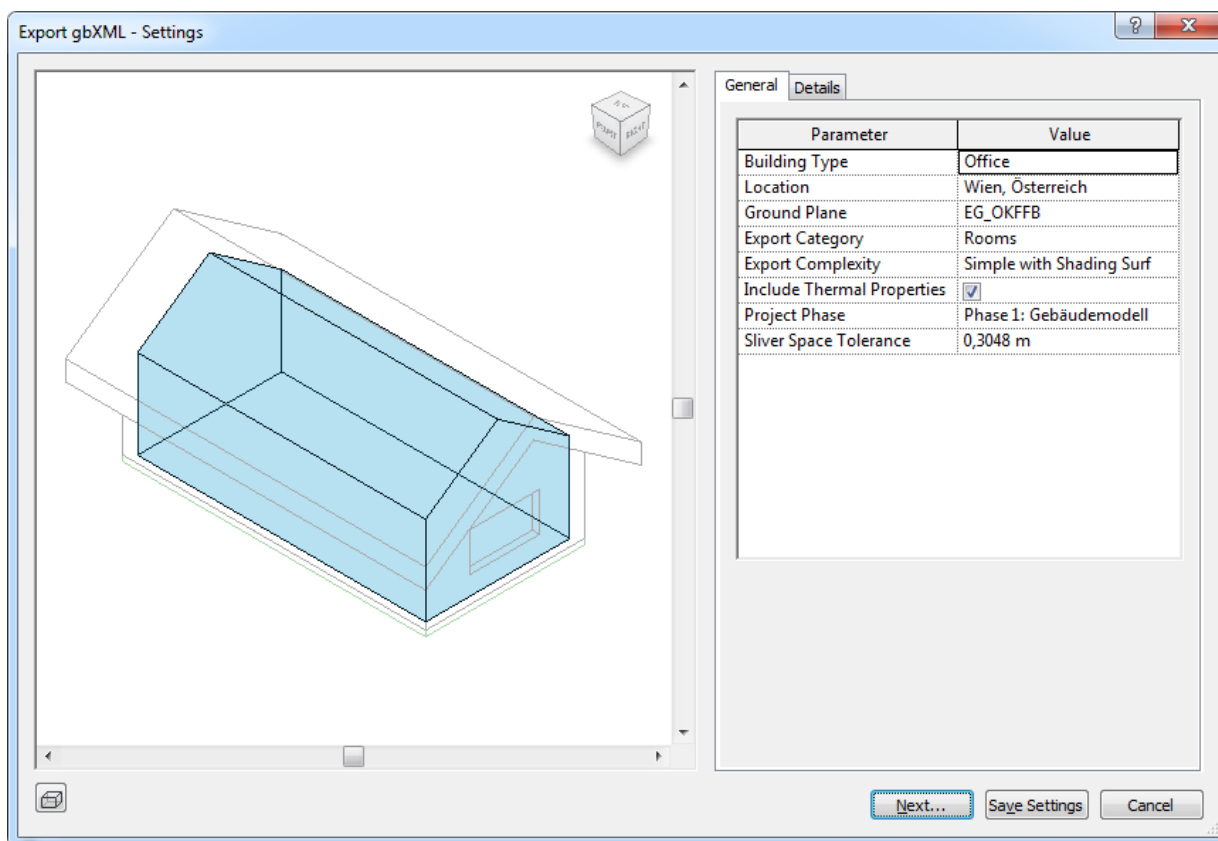 Export gbXML - Settings
General Details
Parameter Value
Building Type Office
Location Wien, Österreich
Ground Plane EG_OKFFB
Export Category Rooms
Export Complexity Simple with Shading Surf
Include Thermal Properties
Project Phase Phase 1: Gebäudemodell
Sliver Space Tolerance 0,3048 m
Next... Save Settings Cancel